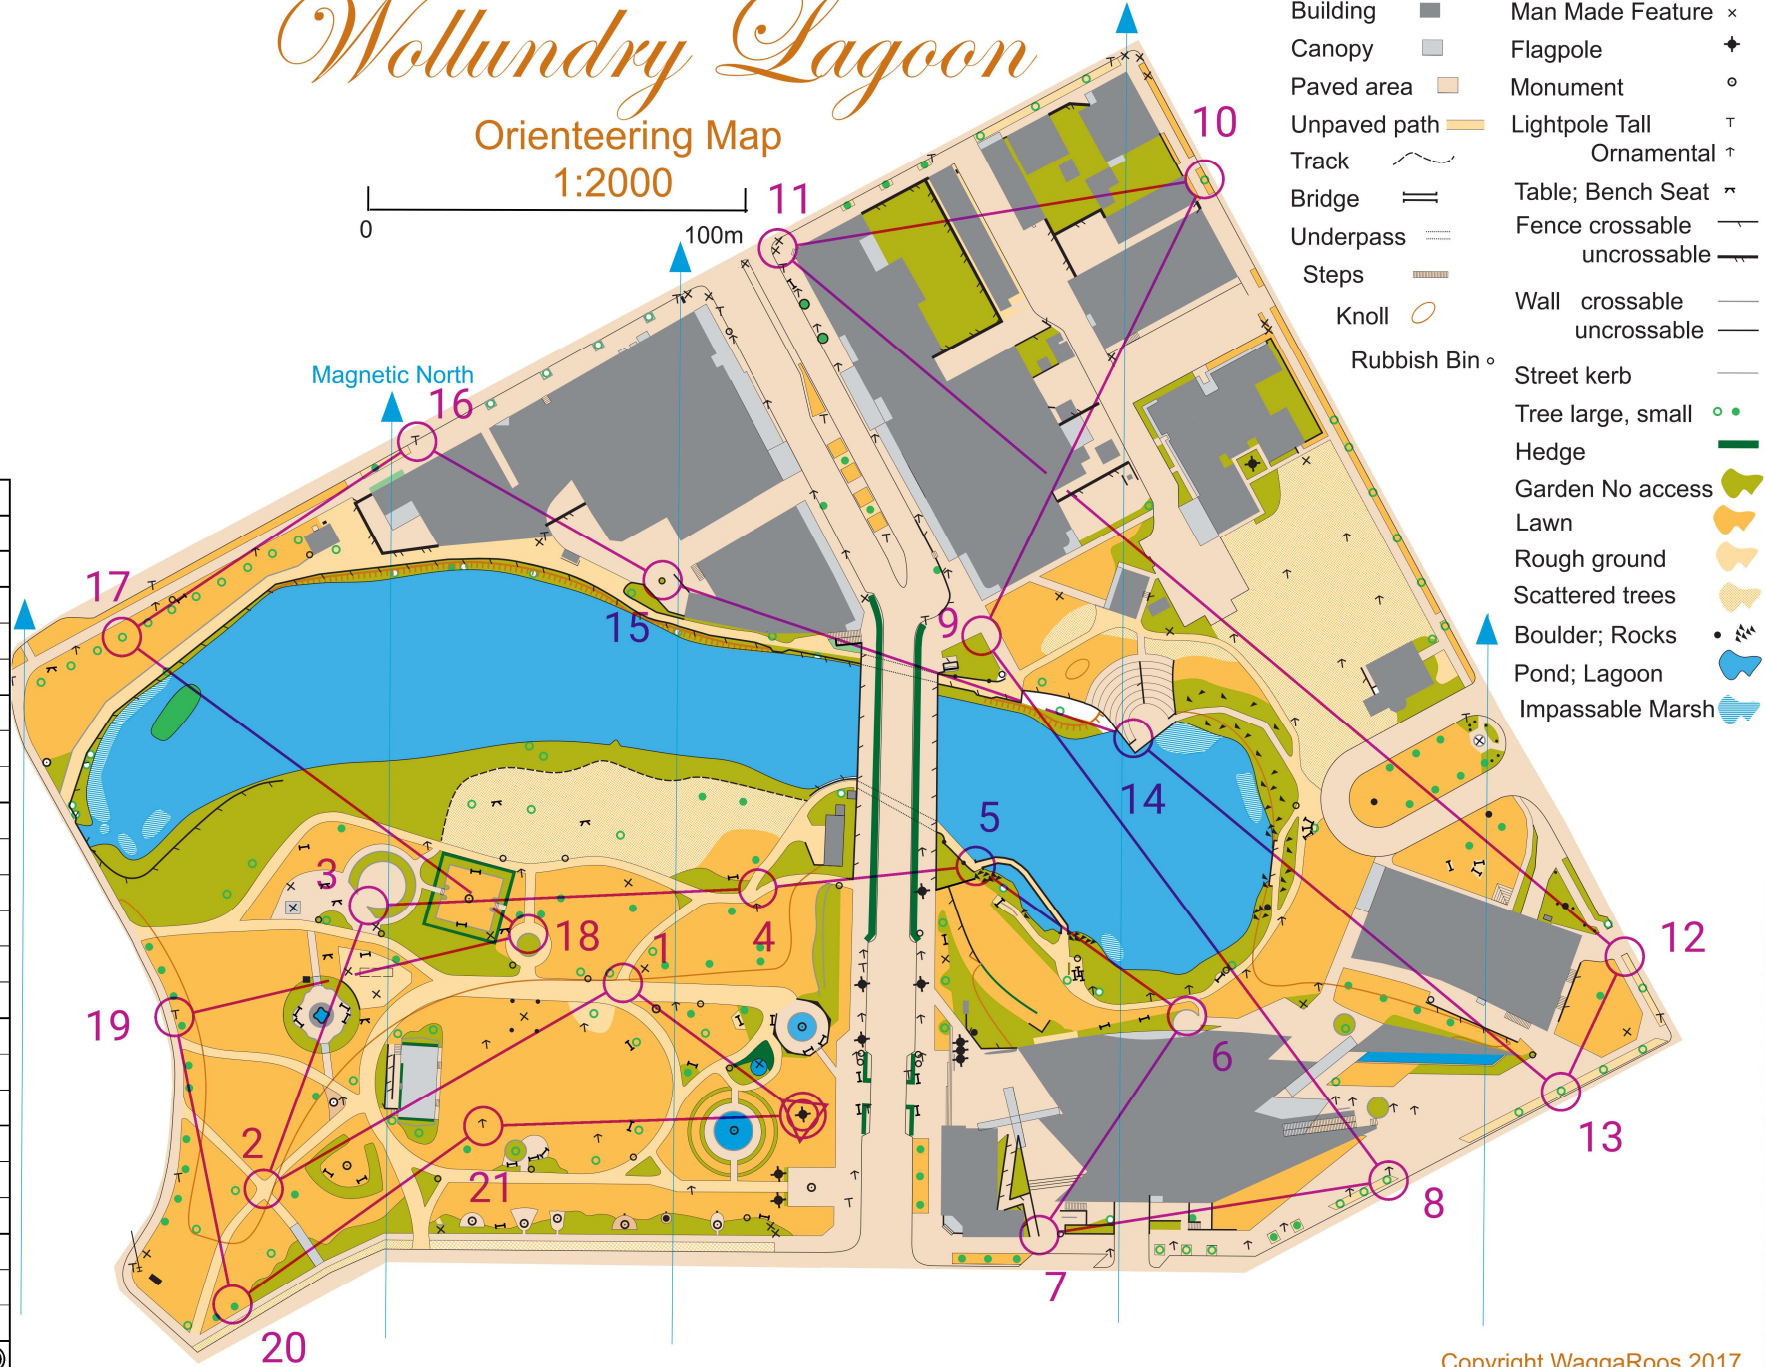 Wollundry Lagoon
Orienteering Map
1:2000
0
100m
Magnetic North
Building
Canopy
Paved area
Unpaved path
Track
Bridge
Underpass
Steps
Knoll
Rubbish Bin
Man Made Feature
Flagpole
Monument
Lightpole Tall
Ornamental
Table; Bench Seat
Fence crossable
uncrossable
Wall crossable
uncrossable
Street kerb
Tree large, small
Hedge
Garden No access
Lawn
Rough ground
Scattered trees
Boulder; Rocks
Pond; Lagoon
Impassable Marsh
10
11
16
17
15
9
14
5
3
18
1
4
12
19
6
2
13
21
8
7
20
Copyright WaggaRoos 2017